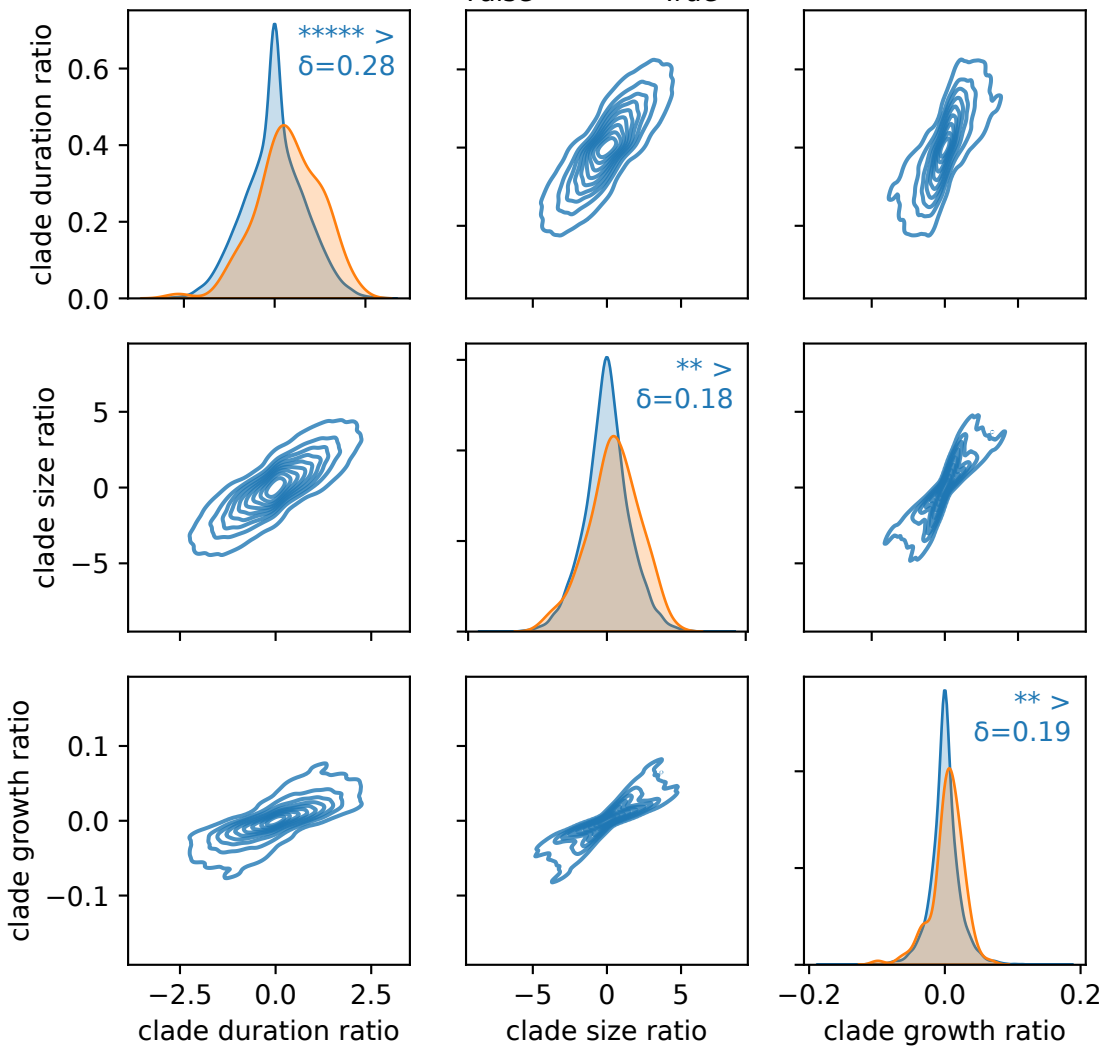 clade duration ratio
0.6
0.4
0.2
0.0
***** >
δ=0.28
clade size ratio
5
0
−5
** >
δ=0.18
clade growth ratio
0.1
0.0
−0.1
** >
δ=0.19
−2.5 0.0 2.5
−5 0 5
−0.2 0.0 0.2
clade duration ratio
clade size ratio
clade growth ratio